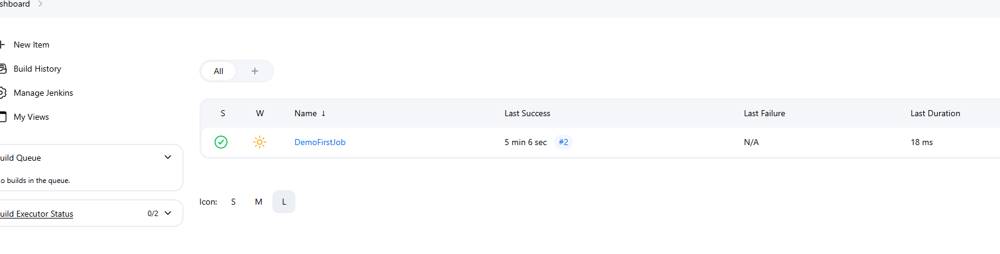 shboard
New Item
Build History
Manage Jenkins
My Views
uild Queue
o builds in the queue.
uild Executor Status 0/2
All +
S W Name ↓ Last Success Last Failure Last Duration
DemoFirstJob 5 min 6 sec #2 N/A 18 ms
Icon: S M L